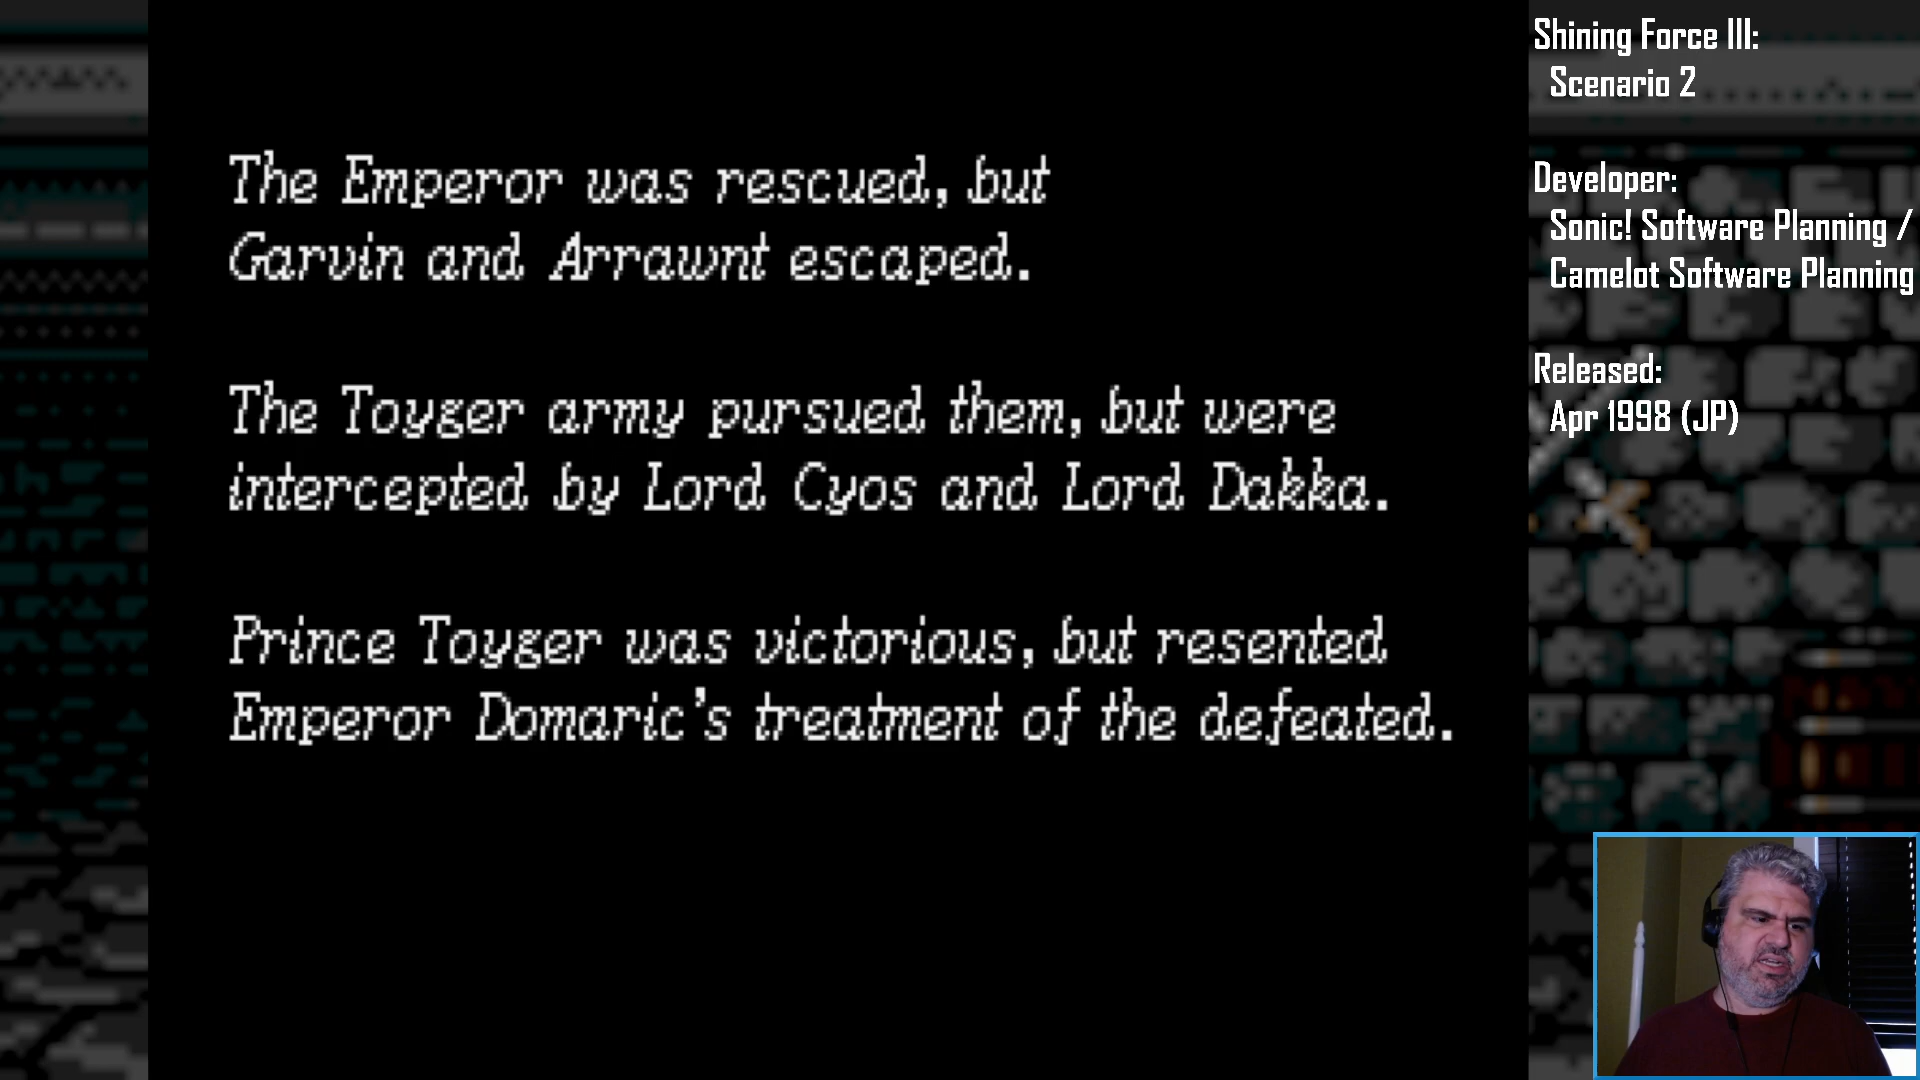 The Emperor was rescued, but
Garvin and Arrawnt escaped.
The Toyger army pursued them, but were
intercepted by Lord Cyos and Lord Dakka.
Prince Toyger was victorious, but resented
Emperor Domaric's treatment of the defeated.
Shining Force III:
Scenario 2
Developer:
Sonic! Software Planning /
Camelot Software Planning
Released:
Apr 1998 (JP)